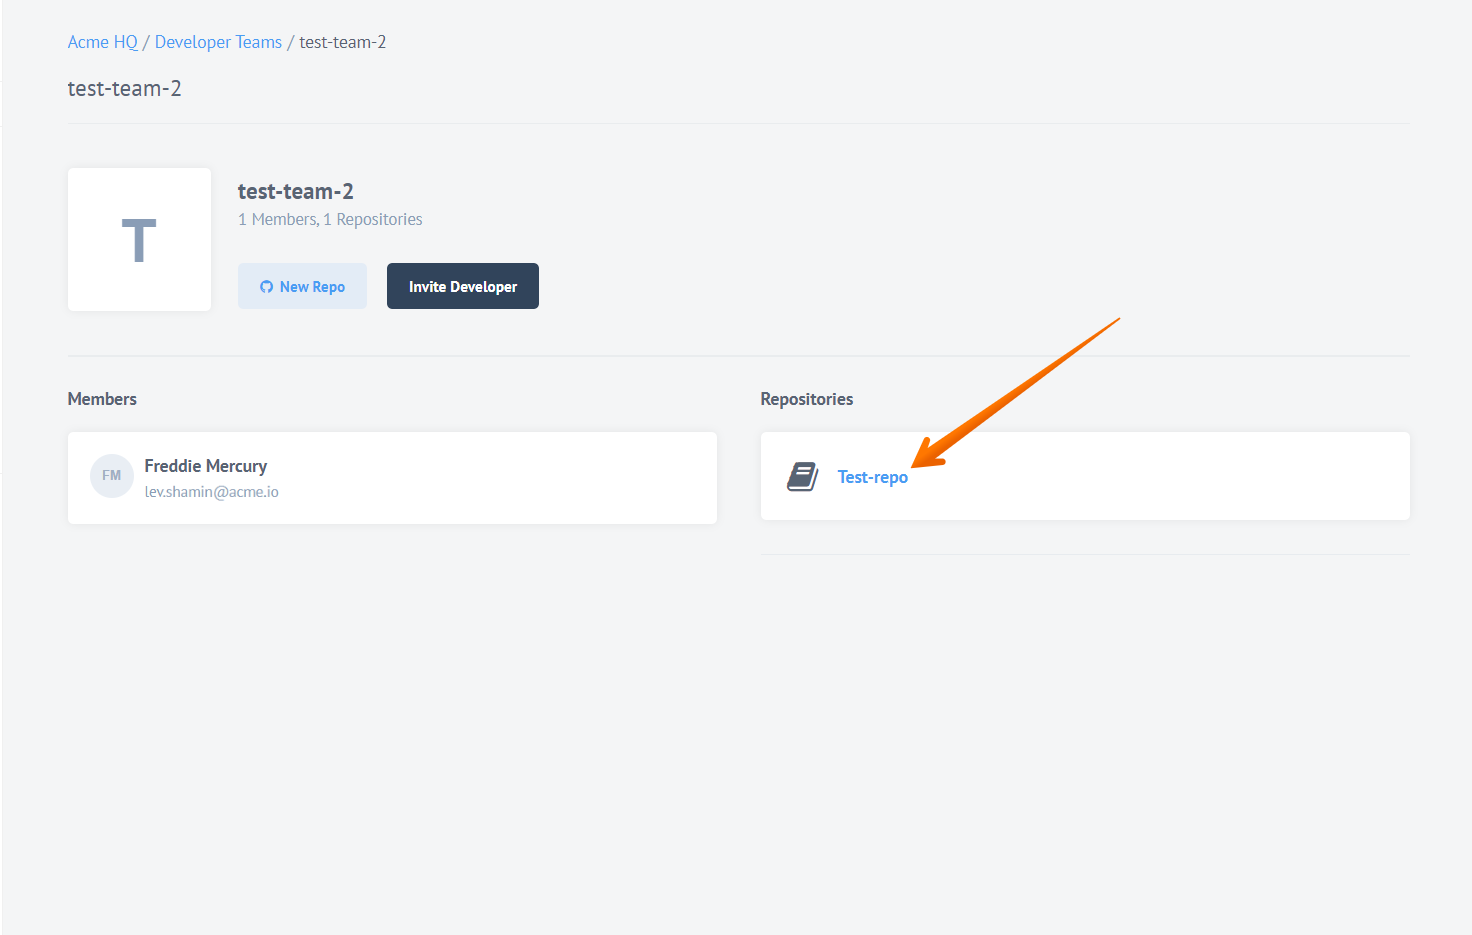 Acme HQ / Developer Teams / test-team-2
test-team-2
T
test-team-2
1 Members, 1 Repositories
New Repo
Invite Developer
Members
FM
Freddie Mercury
lev.shamin@acme.io
Repositories
Test-repo